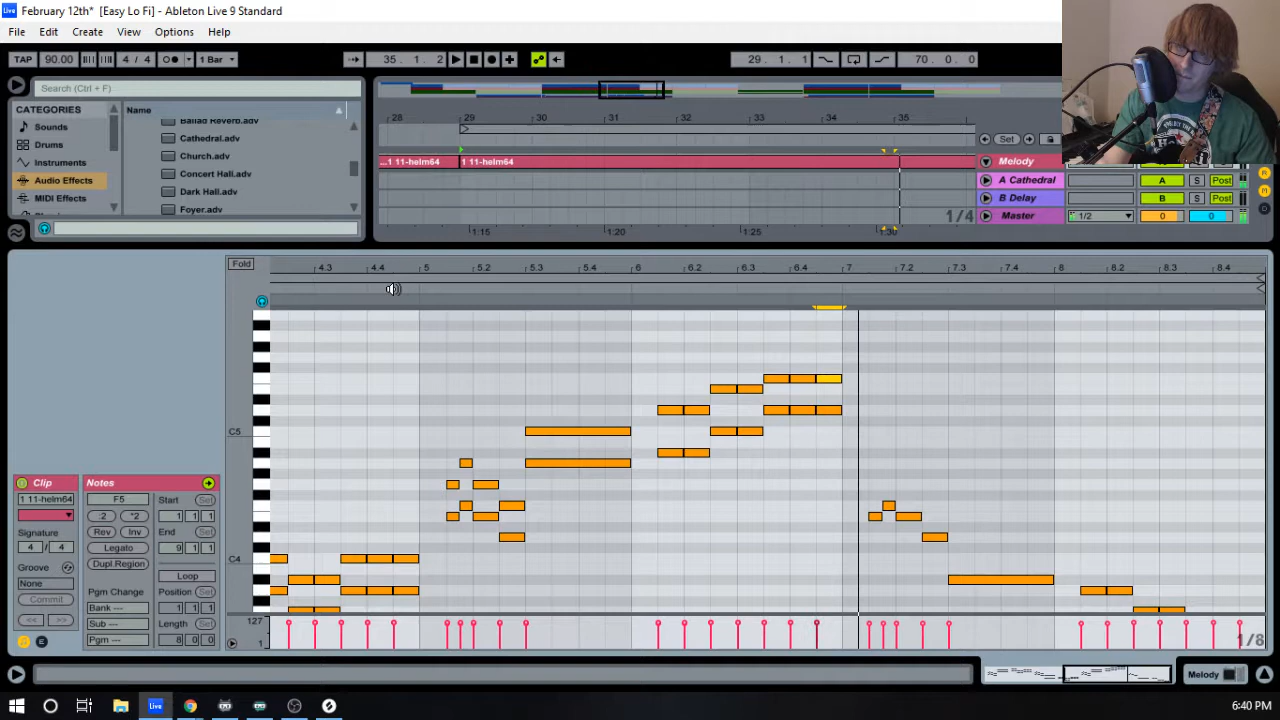 Live February 12th* [Easy Lo Fi] - Ableton Live 9 Standard
File Edit Create View Options Help
TAP 90.00 4 / 4 1 Bar 35. 1. 2 29. 1. 1 70. 0. 0
Search (Ctrl + F)
CATEGORIES Name
Sounds
Drums
Instruments
Audio Effects
MIDI Effects
Ballad Reverb.adv
Cathedral.adv
Church.adv
Concert Hall.adv
Dark Hall.adv
Foyer.adv
28 29 30 31 32 33 34 35
Set
...1 11-helm64 1 11-helm64 Melody
A Cathedral A S Post
B Delay B S Post
1/4 Master 1/2 0 0
1:15 1:20 1:25 1:30
Fold 4.3 4.4 5 5.2 5.3 5.4 6 6.2 6.3 6.4 7 7.2 7.3 7.4 8 8.2 8.3 8.4
C5
C4
127
1
1/8
Clip
1 11-helm64
Signature
4 / 4
Groove
None
Commit
<< >>
Notes
F5
:2 *2
Rev Inv
Legato
Dupl.Region
Pgm Change
Bank ---
Sub ---
Pgm ---
Start Set
1 1 1
End Set
9 1 1
Loop
Position Set
1 1 1
Length Set
8 0 0
Melody
Live
6:40 PM